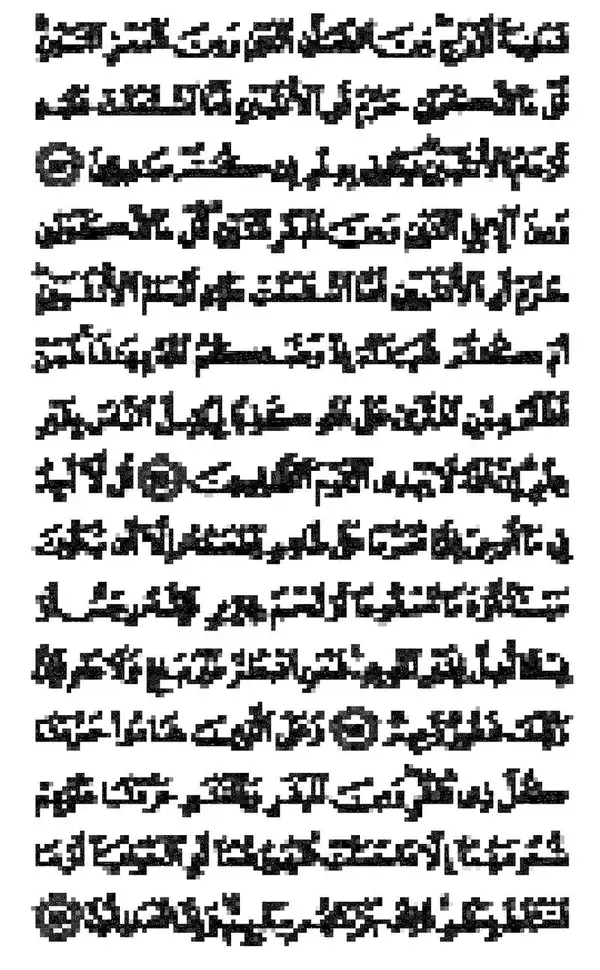 ثمانية أزواج من الضأن اثنين ومن المعز اثنين
قل آلذكرين حرم أم الأنثيين أما اشتملت عليه
أرحام الأنثيين نبئوني بعلم إن كنتم صادقين
ومن الإبل اثنين ومن البقر اثنين قل آلذكرين
حرم أم الأنثيين أما اشتملت عليه أرحام الأنثيين
أم كنتم شهداء إذ وصاكم الله بهذا فمن أظلم
ممن افترى على الله كذبا ليضل الناس بغير
علم إن الله لا يهدي القوم الظالمين قل لا أجد
في ما أوحي إلي محرما على طاعم يطعمه إلا أن يكون
ميتة أو دما مسفوحا أو لحم خنزير فإنه رجس أو
فسقا أهل لغير الله به فمن اضطر غير باغ ولا عاد فإن
ربك غفور رحيم وعلى الذين هادوا حرمنا
كل ذي ظفر ومن البقر والغنم حرمنا عليهم
شحومهما إلا ما حملت ظهورهما أو الحوايا أو ما
اختلط بعظم ذلك جزيناهم ببغيهم وإنا لصادقون